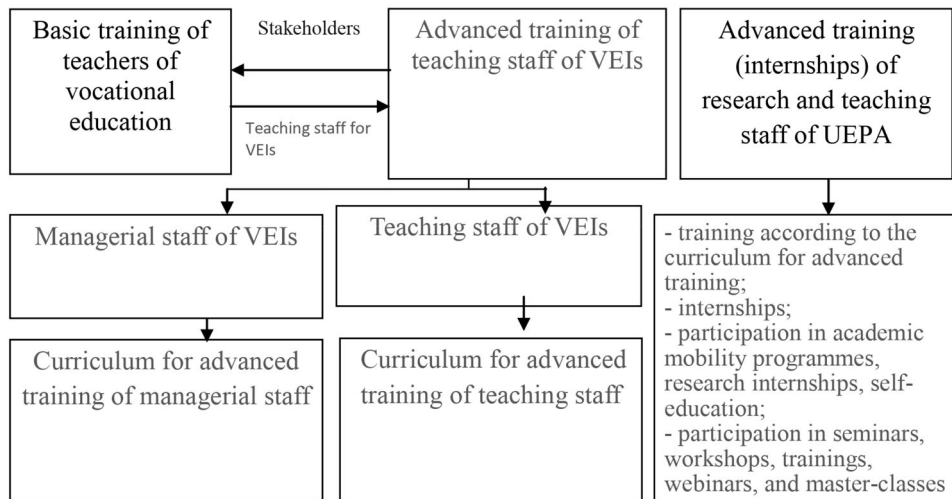 Basic training of
teachers of
vocational
education
Stakeholders
Teaching staff for
VEIs
Advanced training of
teaching staff of VEIs
Advanced training
(internships) of
research and teaching
staff of UEPA
Managerial staff of VEIs
Teaching staff of VEIs
- training according to the
curriculum for advanced
training;
- internships;
- participation in academic
mobility programmes,
research internships, self-
education;
- participation in seminars,
workshops, trainings,
webinars, and master-classes
Curriculum for advanced
training of managerial staff
Curriculum for advanced
training of teaching staff